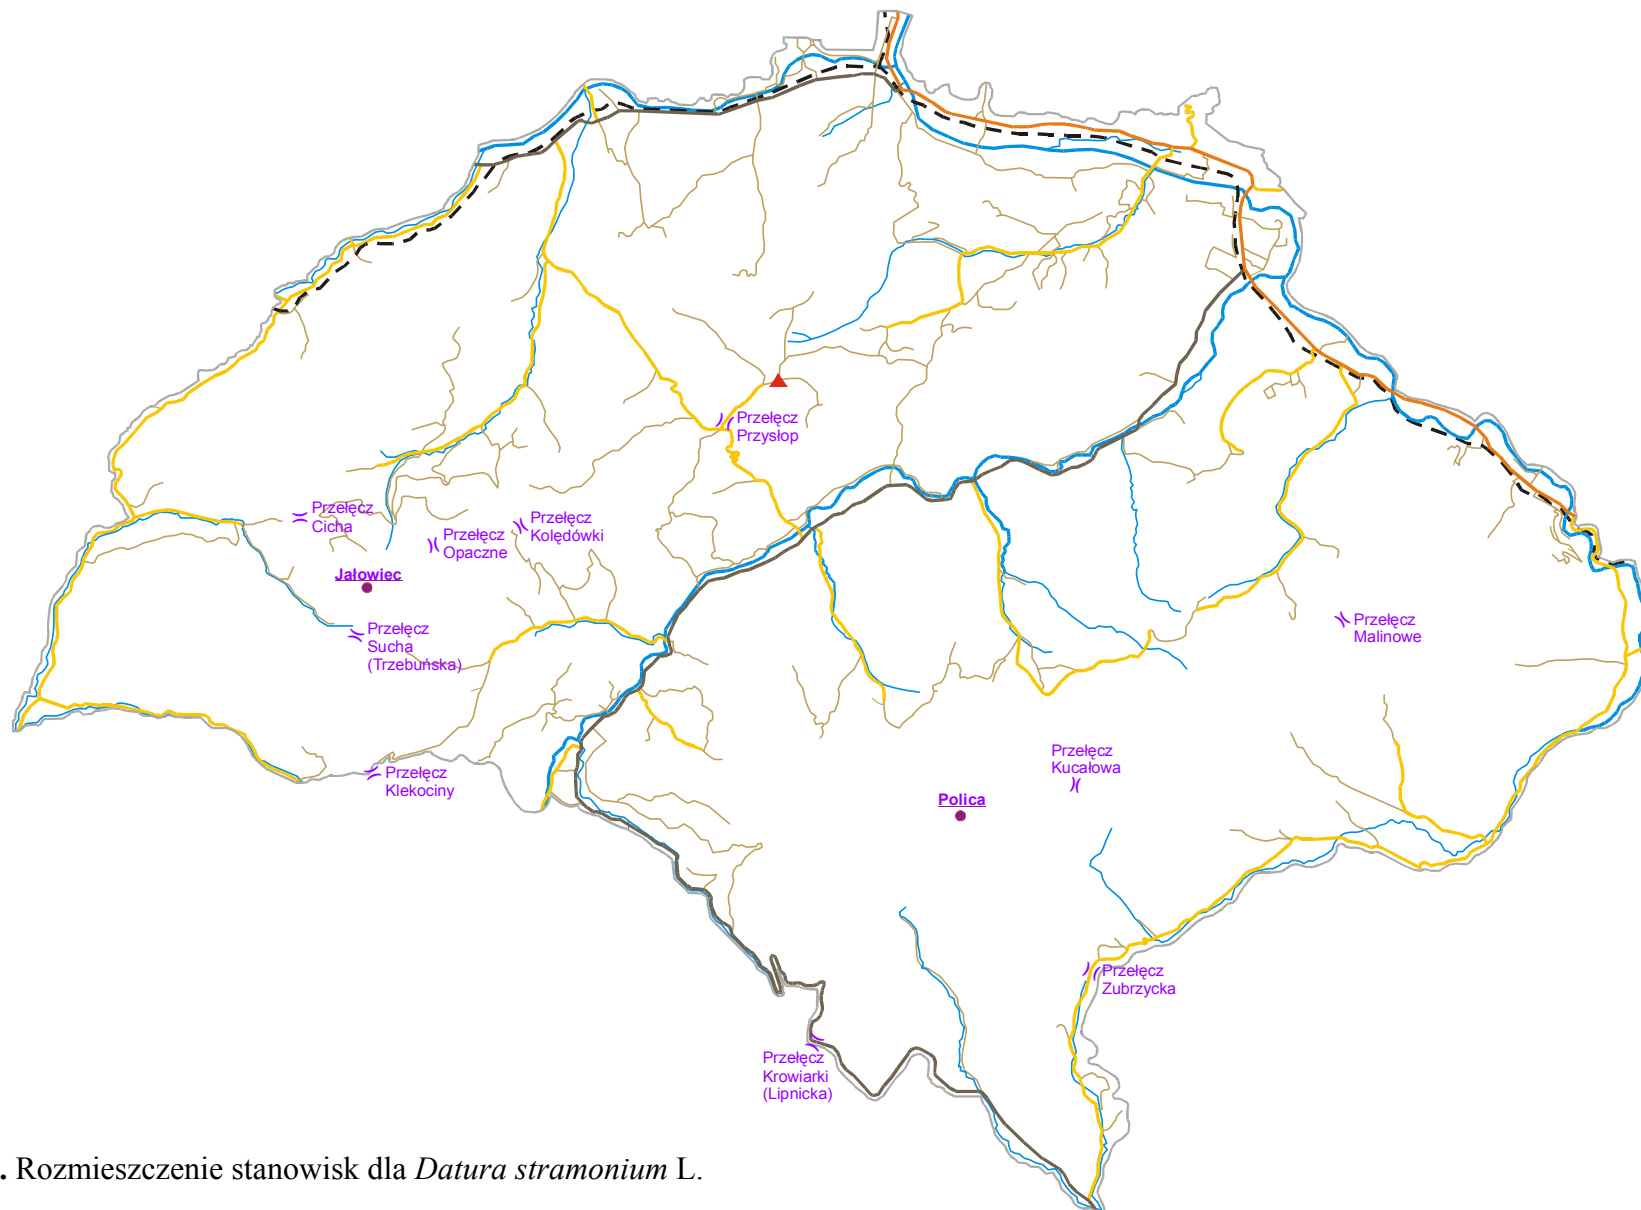 Przełęcz
Przysłop
Przełęcz
Cicha
Przełęcz
Kolędówki
Przełęcz
Opaczne
Jałowiec
Przełęcz
Sucha
(Trzebuńska)
Przełęcz
Malinowe
Przełęcz
Klekociny
Przełęcz
Kucałowa
Polica
Przełęcz
Zubrzycka
Przełęcz
Krowiarki
(Lipnicka)
. Rozmieszczenie stanowisk dla Datura stramonium L.